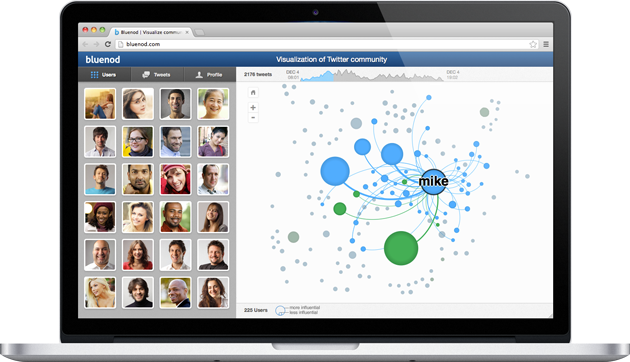 Bluenod | Visualize commu
bluenod.com
bluenod
Visualization of Twitter community
Users
Tweets
Profile
2176 tweets
DEC 4
DEC 4
mike
225 Users
more influential
less influential